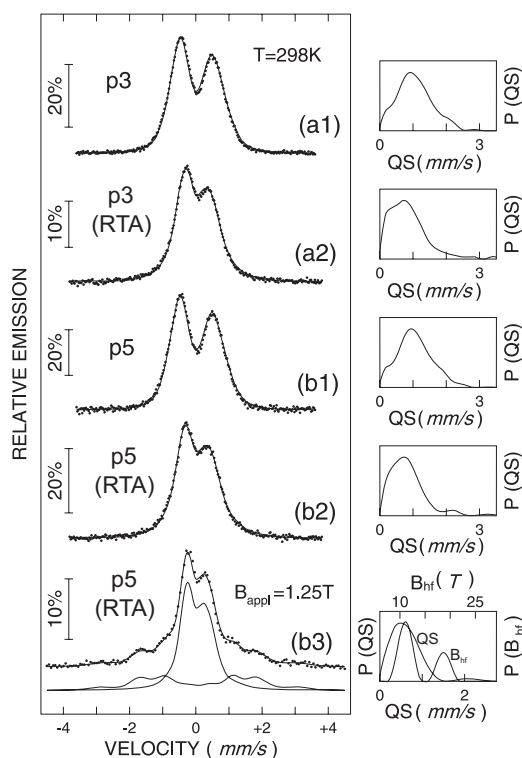 RELATIVE EMISSION
T=298K
20%
p3
(a1)
10%
p3
(RTA)
(a2)
20%
p5
(b1)
20%
p5
(RTA)
(b2)
10%
p5
(RTA)
B_appl=1.25T
(b3)
-4 -2 0 +2 +4
VELOCITY ( mm/s )
P (QS)
0 3
QS ( mm/s )
P (QS)
0 3
QS ( mm/s )
P (QS)
0 3
QS ( mm/s )
P (QS)
0 3
QS ( mm/s )
B_hf ( T )
10 25
P (QS)
QS
B_hf
P (B_hf)
0 2
QS ( mm/s )